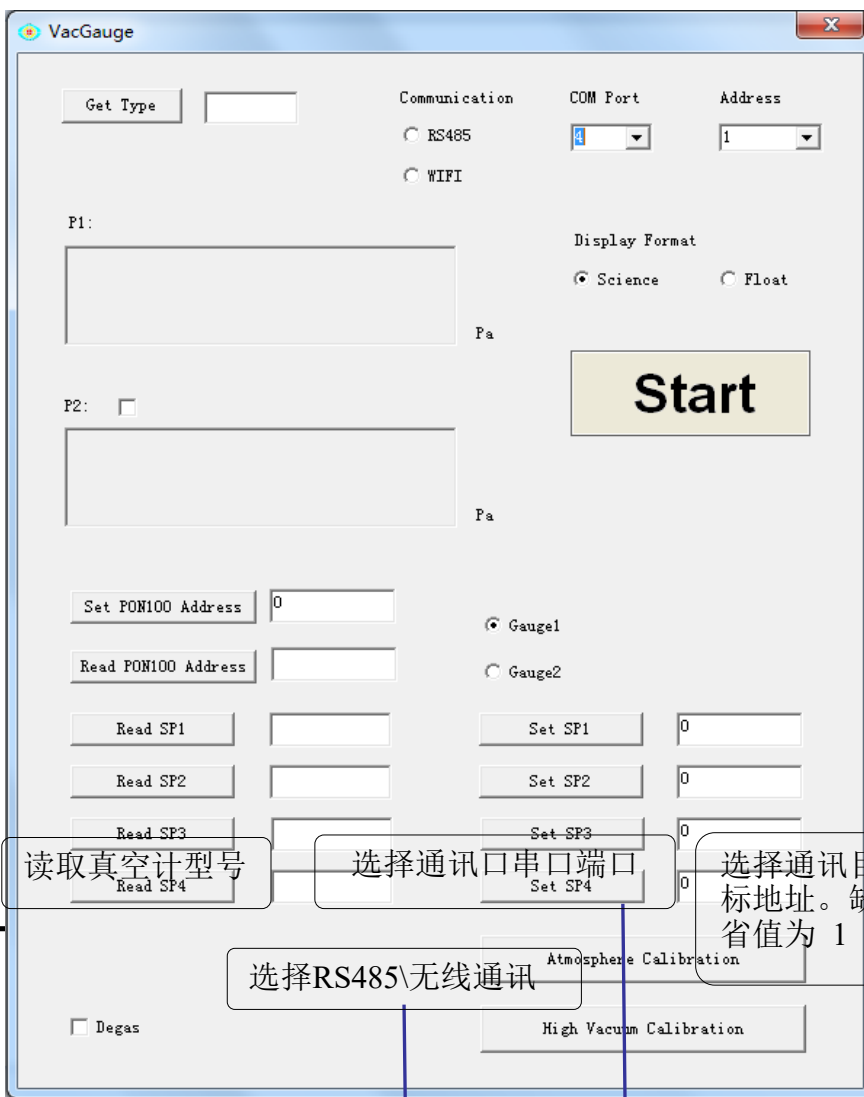 VacGauge
Get Type
Communication
COM Port
Address
RS485
4
1
WIFI
P1:
Display Format
Science
Float
Pa
Start
P2:
Pa
Set PON100 Address
0
Gauge1
Read PON100 Address
Gauge2
Read SP1
Set SP1
0
Read SP2
Set SP2
0
Read SP3
Set SP3
0
读取真空计型号
选择通讯口串口端口
选择通讯目
标地址。缺
省值为 1
Read SP4
Set SP4
0
Atmosphere Calibration
选择RS485\无线通讯
Degas
High Vacuum Calibration